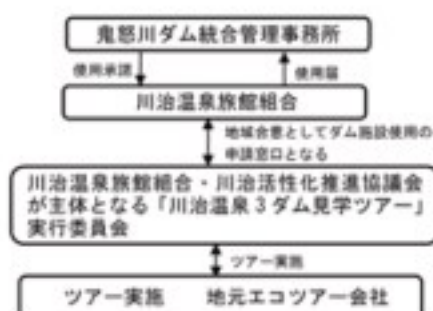 鬼怒川ダム統合管理事務所
使用承諾
使用届
川治温泉旅館組合
地域合意としてダム施設使用の
申請窓口となる
川治温泉旅館組合・川治活性化推進協議会
が主体となる「川治温泉3ダム見学ツアー」
実行委員会
ツアー実施
ツアー実施 地元エコツアー会社